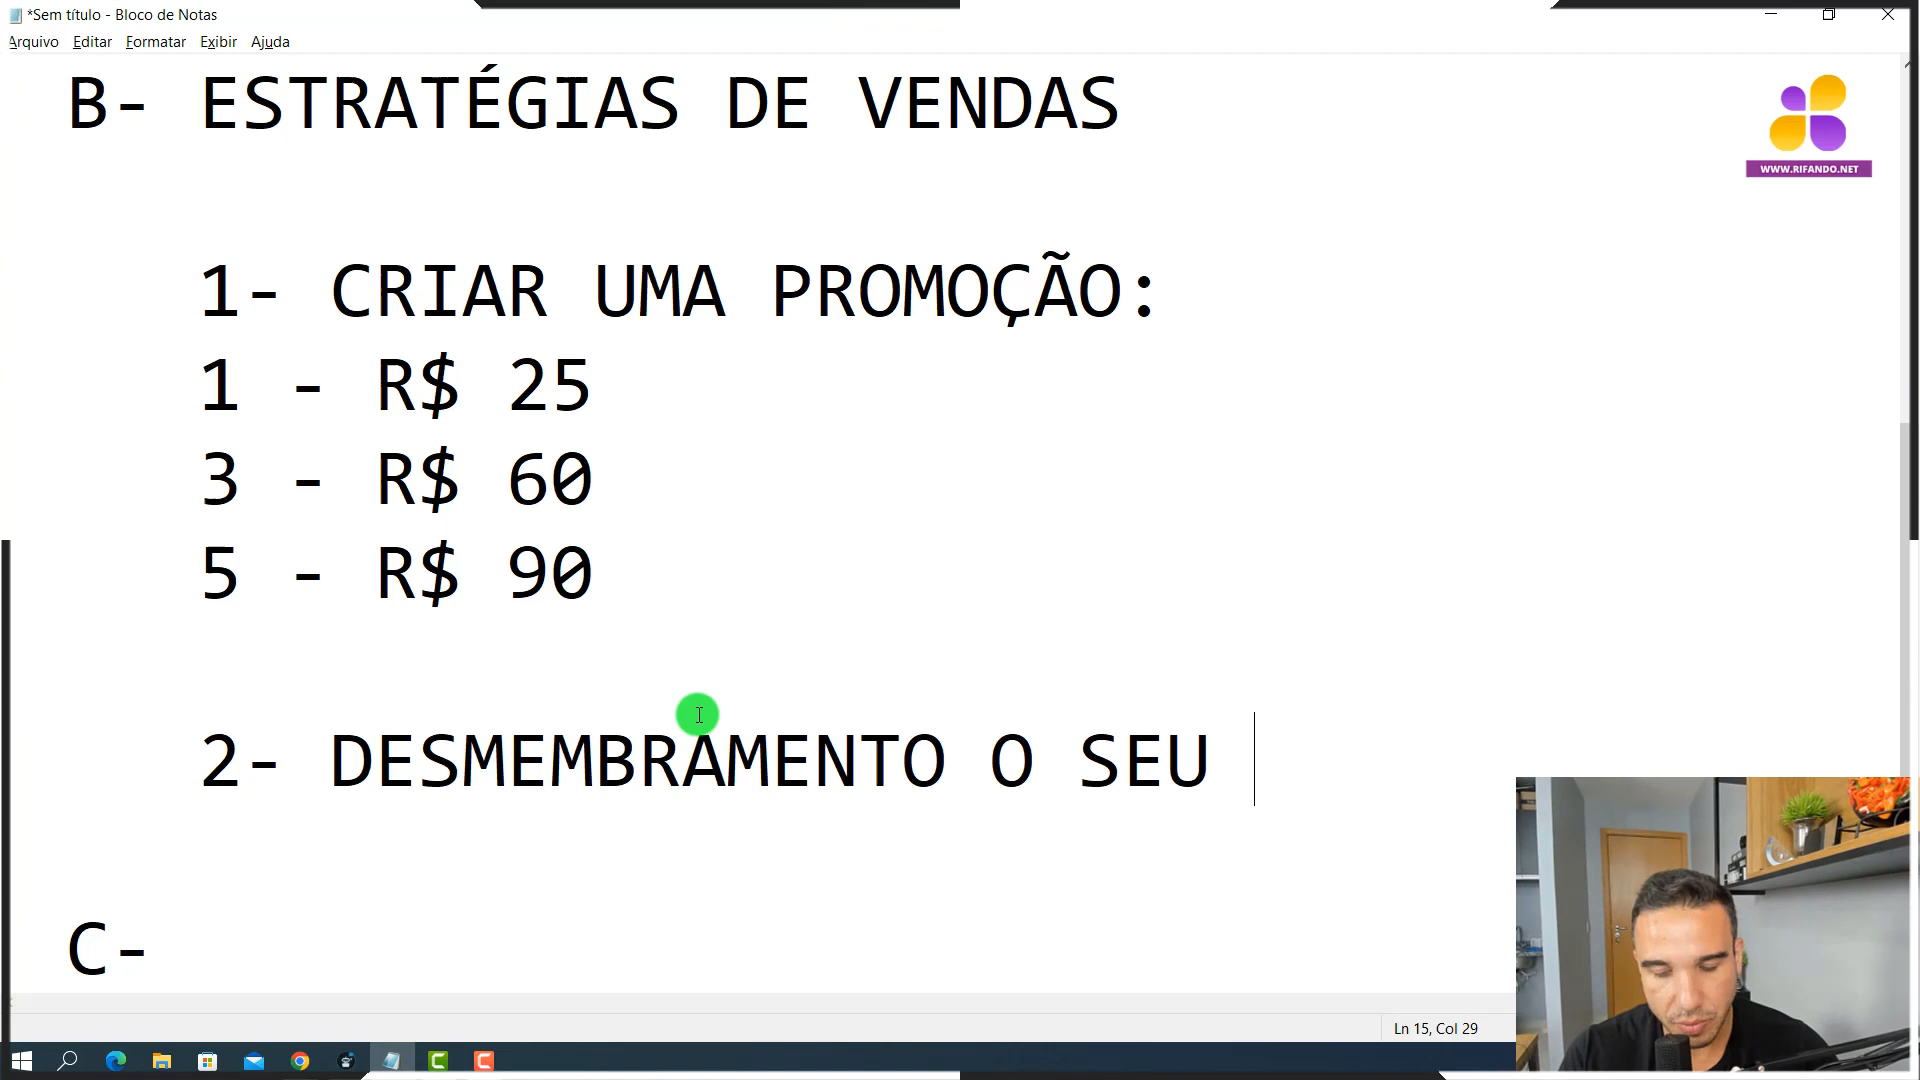 *Sem título - Bloco de Notas
Arquivo Editar Formatar Exibir Ajuda
B- ESTRATÉGIAS DE VENDAS
WWW.RIFANDO.NET
1- CRIAR UMA PROMOÇÃO:
1 - R$ 25
3 - R$ 60
5 - R$ 90
2- DESMEMBRAMENTO O SEU
C-
Ln 15, Col 29